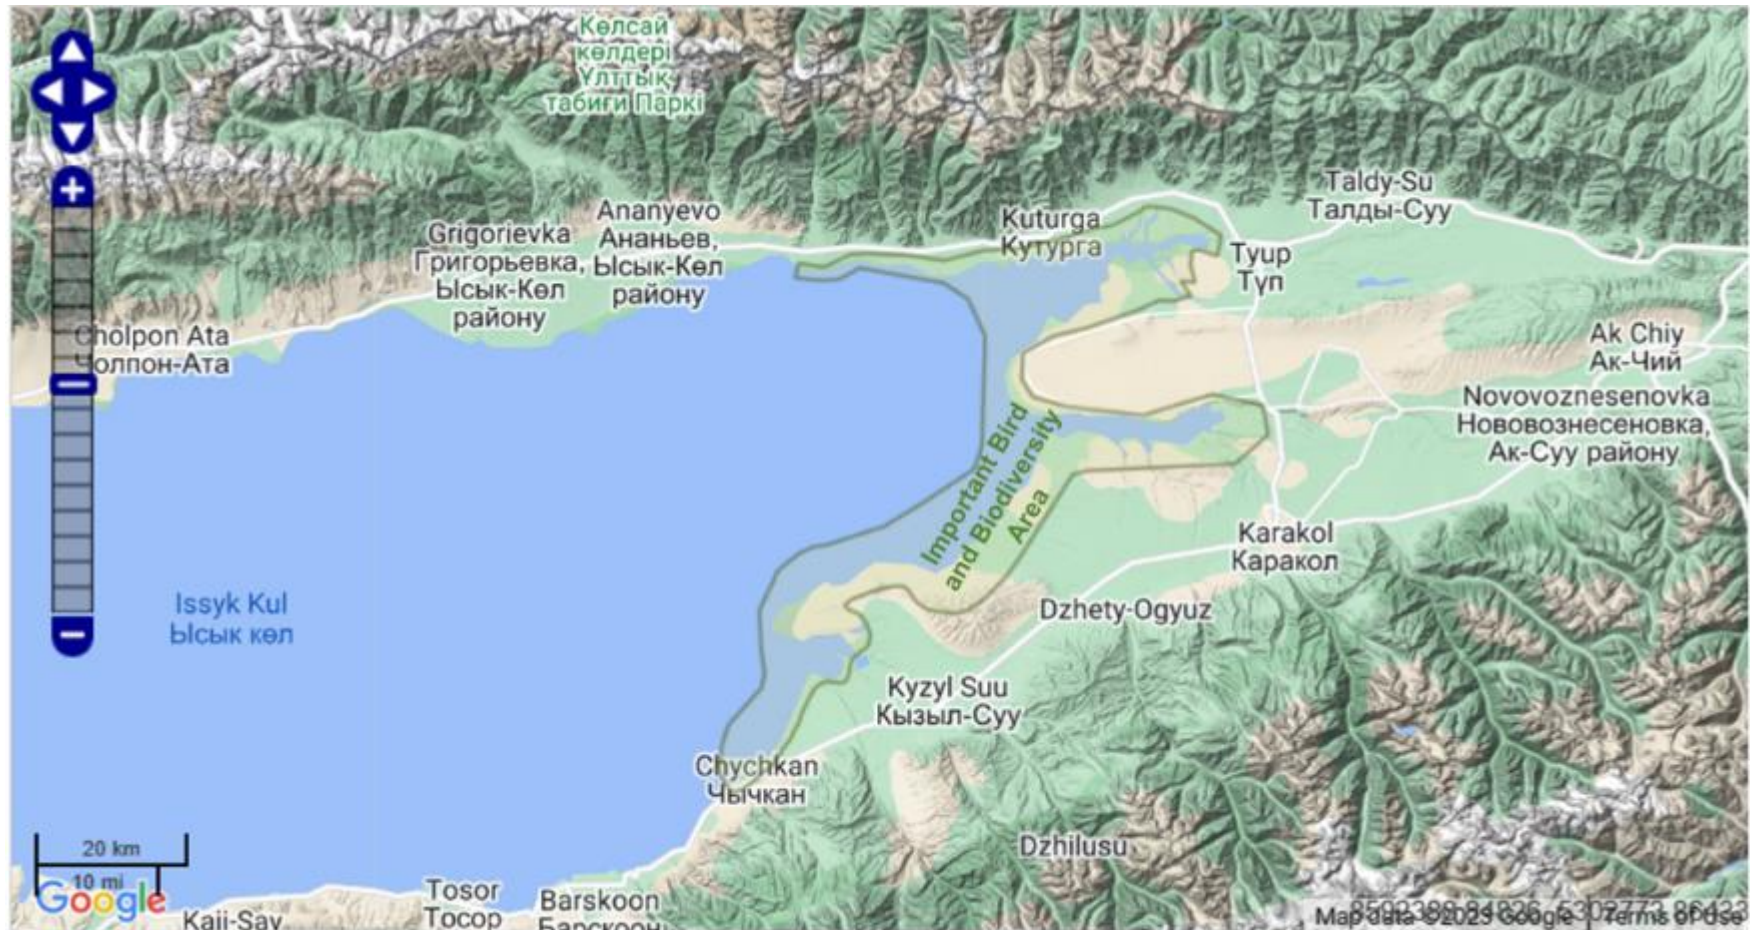 Көлсай
көлдері
Ұлттық
табиғи Паркі
Taldy-Su
Талды-Суу
Ananyevo
Ананьев,
Ысык-Көл
району
Grigorievka
Григорьевка,
Ысык-Көл
району
Kuturga
Кутурга
Tyup
Түп
Cholpon Ata
Чолпон-Ата
Ak Chiy
Ак-Чий
Novovoznesenovka
Нововознесеновка,
Ак-Суу району
Important Bird
and Biodiversity
Area
Karakol
Каракол
Issyk Kul
Ысык көл
Dzhety-Ogyuz
Kyzyl Suu
Кызыл-Суу
Chychkan
Чычкан
Dzhilusu
20 km
10 mi
Google
Kaji-Say
Tosor
Тосор
Barskoon
Барскоон
Map data ©2023 Google
Terms of Use